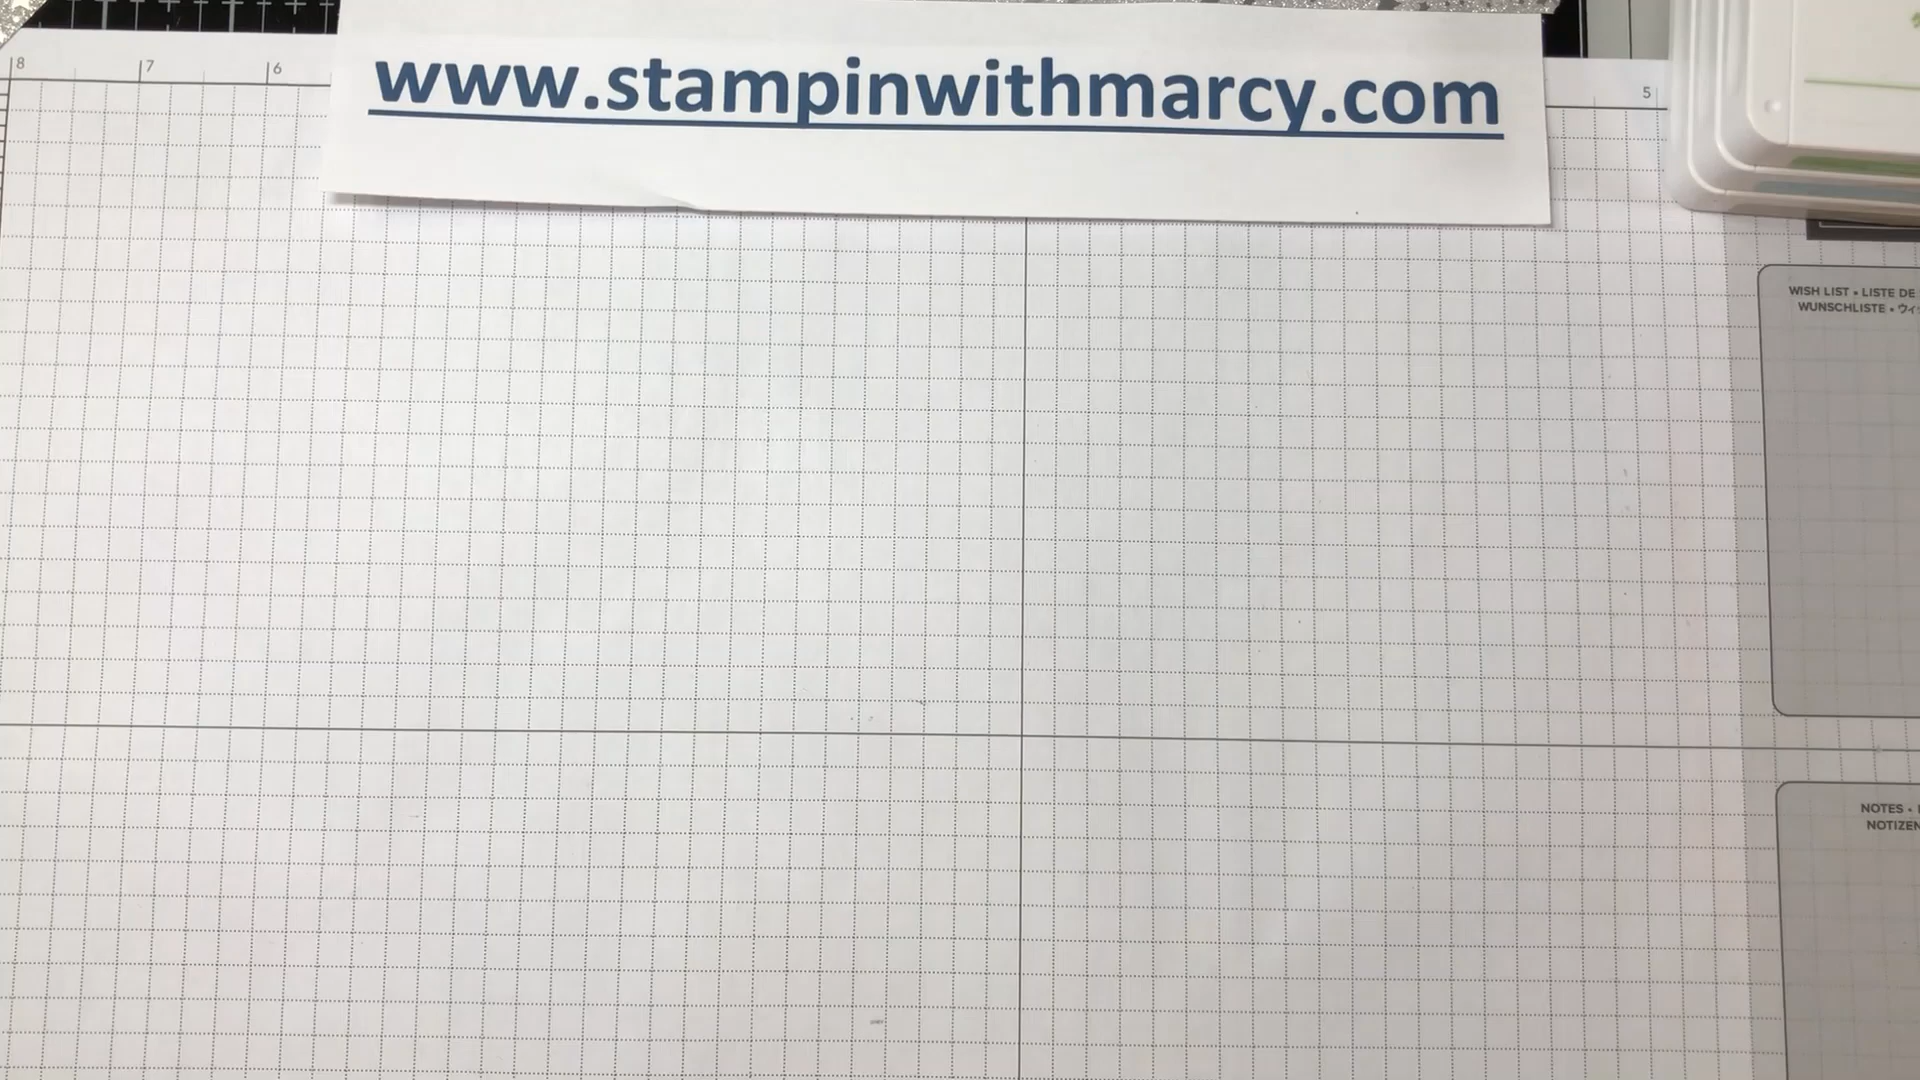 8 7 6 5
www.stampinwithmarcy.com
WISH LIST • LISTE DE
WUNSCHLISTE •
NOTES •
NOTIZEN